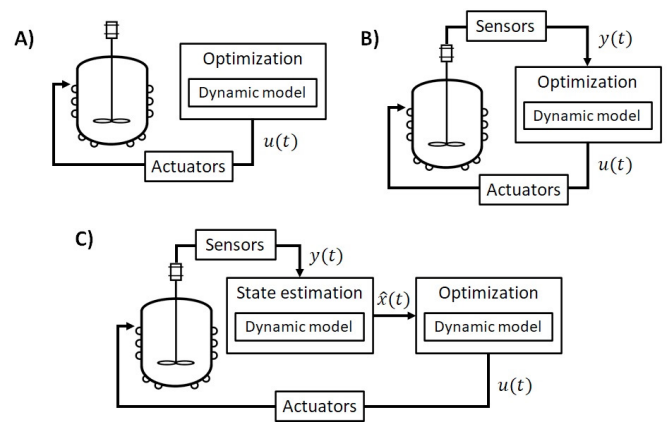 A)
Optimization
Dynamic model
u(t)
Actuators
B)
Sensors
y(t)
Optimization
Dynamic model
u(t)
Actuators
C)
Sensors
y(t)
State estimation
Dynamic model
x̂(t)
Optimization
Dynamic model
u(t)
Actuators